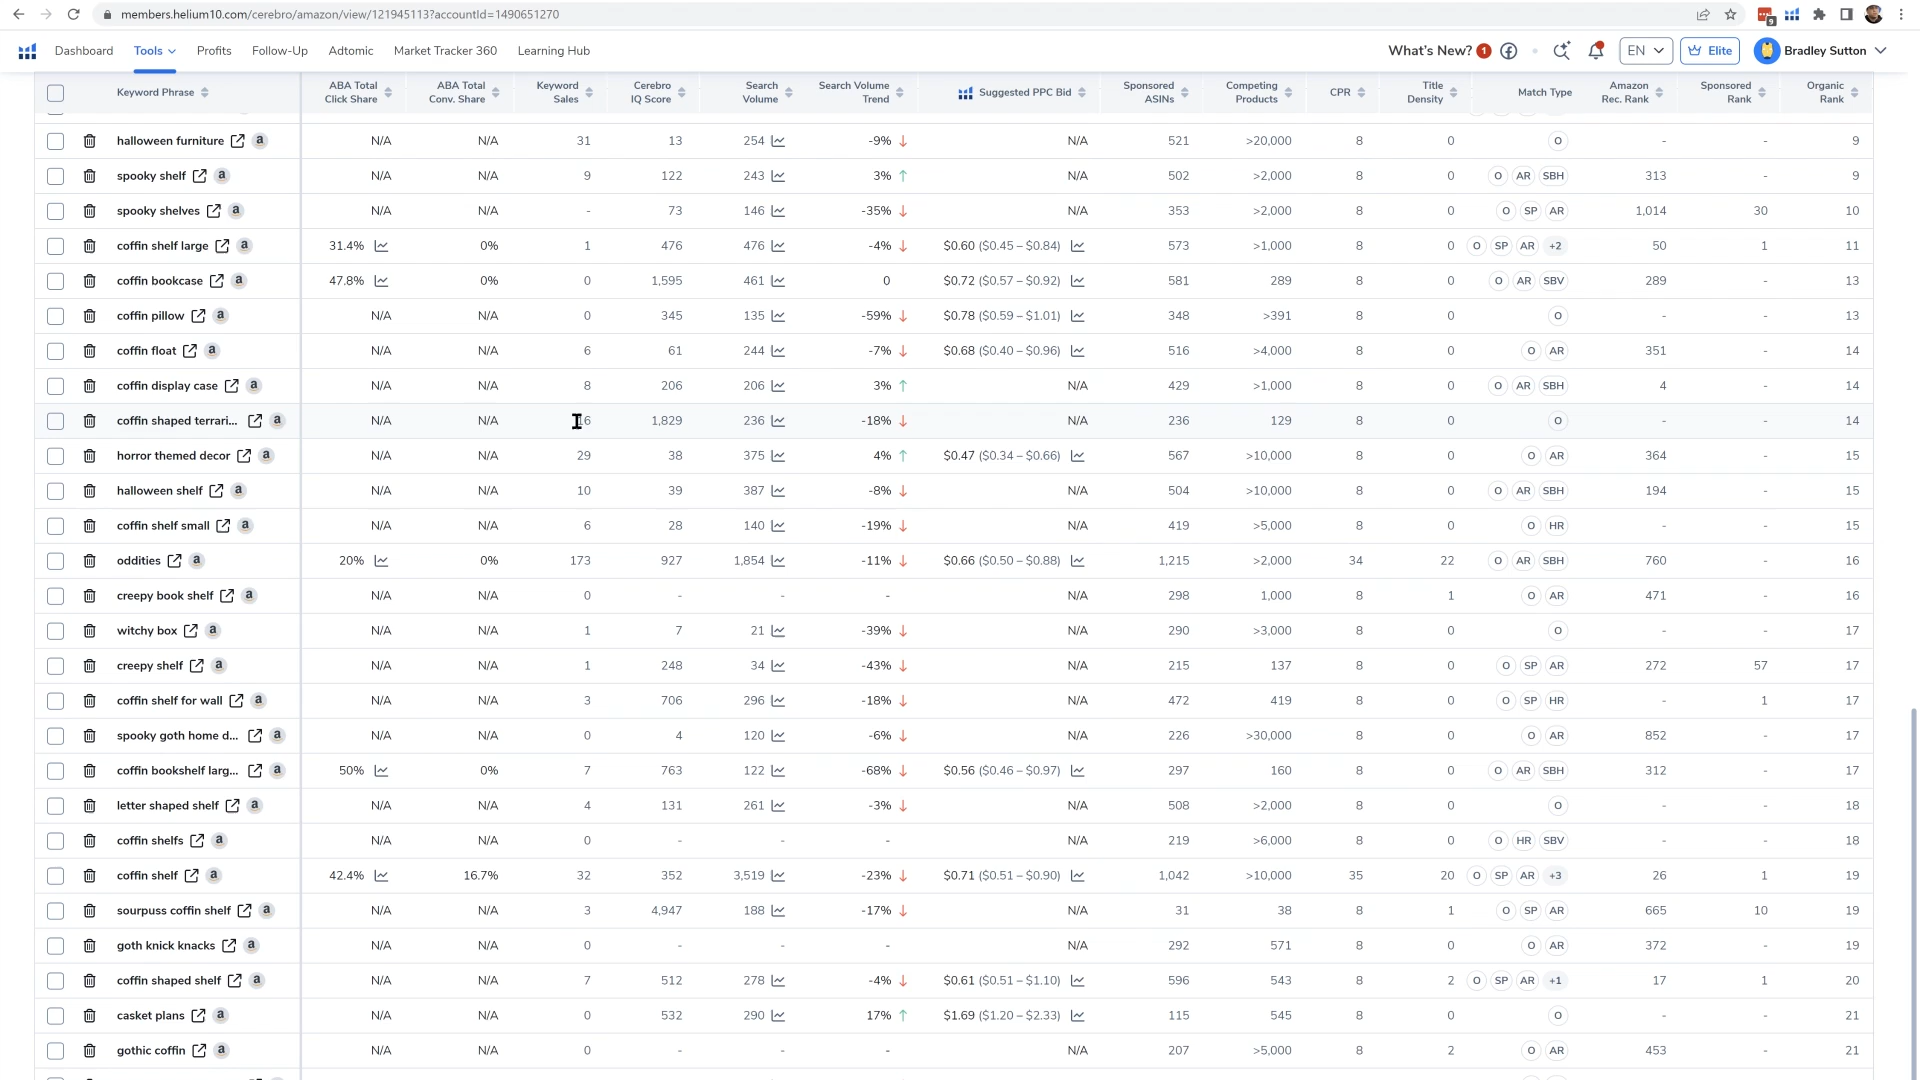 members.helium10.com/cerebro/amazon/view/121945113?accountId=1490651270
9
Dashboard Tools Profits Follow-Up Adtomic Market Tracker 360 Learning Hub What's New? 1 EN Elite Bradley Sutton
Keyword Phrase ABA Total Click Share ABA Total Conv. Share Keyword Sales Cerebro IQ Score Search Volume Search Volume Trend Suggested PPC Bid Sponsored ASINs Competing Products CPR Title Density Match Type Amazon Rec. Rank Sponsored Rank Organic Rank
halloween furniture a N/A N/A 31 13 254 -9% N/A 521 >20,000 8 0 O - - 9
spooky shelf a N/A N/A 9 122 243 3% N/A 502 >2,000 8 0 O AR SBH 313 - 9
spooky shelves a N/A N/A - 73 146 -35% N/A 353 >2,000 8 0 O SP AR 1,014 30 10
coffin shelf large a 31.4% 0% 1 476 476 -4% $0.60 ($0.45 – $0.84) 573 >1,000 8 0 O SP AR +2 50 1 11
coffin bookcase a 47.8% 0% 0 1,595 461 0 $0.72 ($0.57 – $0.92) 581 289 8 0 O AR SBV 289 - 13
coffin pillow a N/A N/A 0 345 135 -59% $0.78 ($0.59 – $1.01) 348 >391 8 0 O - - 13
coffin float a N/A N/A 6 61 244 -7% $0.68 ($0.40 – $0.96) 516 >4,000 8 0 O AR 351 - 14
coffin display case a N/A N/A 8 206 206 3% N/A 429 >1,000 8 0 O AR SBH 4 - 14
coffin shaped terrari... a N/A N/A 16 1,829 236 -18% N/A 236 129 8 0 O - - 14
horror themed decor a N/A N/A 29 38 375 4% $0.47 ($0.34 – $0.66) 567 >10,000 8 0 O AR 364 - 15
halloween shelf a N/A N/A 10 39 387 -8% N/A 504 >10,000 8 0 O AR SBH 194 - 15
coffin shelf small a N/A N/A 6 28 140 -19% N/A 419 >5,000 8 0 O HR - - 15
oddities a 20% 0% 173 927 1,854 -11% $0.66 ($0.50 – $0.88) 1,215 >2,000 34 22 O AR SBH 760 - 16
creepy book shelf a N/A N/A 0 - - - N/A 298 1,000 8 1 O AR 471 - 16
witchy box a N/A N/A 1 7 21 -39% N/A 290 >3,000 8 0 O - - 17
creepy shelf a N/A N/A 1 248 34 -43% N/A 215 137 8 0 O SP AR 272 57 17
coffin shelf for wall a N/A N/A 3 706 296 -18% N/A 472 419 8 0 O SP HR - 1 17
spooky goth home d... a N/A N/A 0 4 120 -6% N/A 226 >30,000 8 0 O AR 852 - 17
coffin bookshelf larg... a 50% 0% 7 763 122 -68% $0.56 ($0.46 – $0.97) 297 160 8 0 O AR SBH 312 - 17
letter shaped shelf a N/A N/A 4 131 261 -3% N/A 508 >2,000 8 0 O - - 18
coffin shelfs a N/A N/A 0 - - - N/A 219 >6,000 8 0 O HR SBV - - 18
coffin shelf a 42.4% 16.7% 32 352 3,519 -23% $0.71 ($0.51 – $0.90) 1,042 >10,000 35 20 O SP AR +3 26 1 19
sourpuss coffin shelf a N/A N/A 3 4,947 188 -17% N/A 31 38 8 1 O SP AR 665 10 19
goth knick knacks a N/A N/A 0 - - - N/A 292 571 8 0 O AR 372 - 19
coffin shaped shelf a N/A N/A 7 512 278 -4% $0.61 ($0.51 – $1.10) 596 543 8 2 O SP AR +1 17 1 20
casket plans a N/A N/A 0 532 290 17% $1.69 ($1.20 – $2.33) 115 545 8 0 O - - 21
gothic coffin a N/A N/A 0 - - - N/A 207 >5,000 8 2 O AR 453 - 21